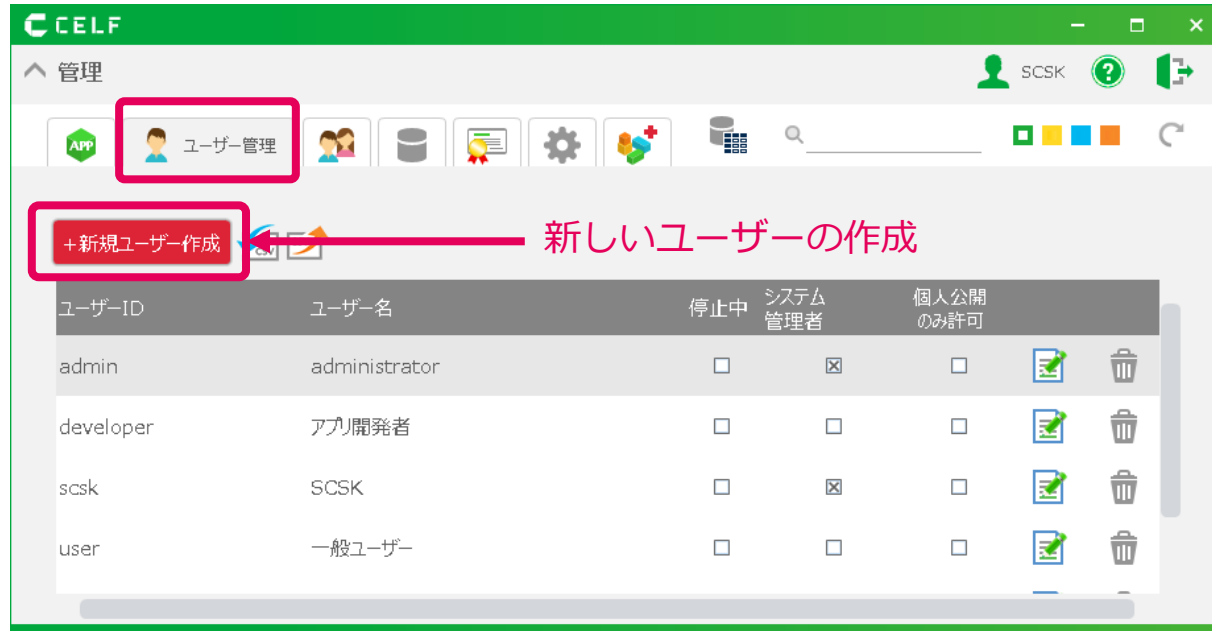 CELF
管理
SCSK
APP
ユーザー管理
+新規ユーザー作成
csv
新しいユーザーの作成
ユーザーID ユーザー名 停止中 システム管理者 個人公開のみ許可
admin administrator
developer アプリ開発者
scsk SCSK
user 一般ユーザー